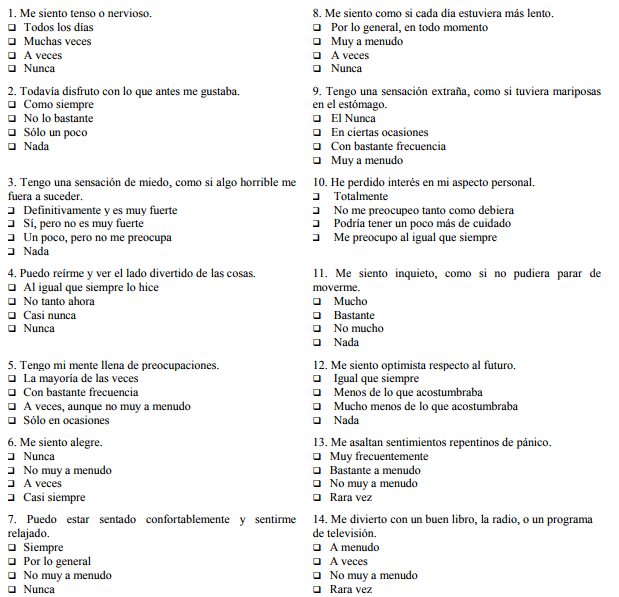 1. Me siento tenso o nervioso.
❑ Todos los días
❑ Muchas veces
❑ A veces
❑ Nunca
2. Todavía disfruto con lo que antes me gustaba.
❑ Como siempre
❑ No lo bastante
❑ Sólo un poco
❑ Nada
3. Tengo una sensación de miedo, como si algo horrible me
fuera a suceder.
❑ Definitivamente y es muy fuerte
❑ Sí, pero no es muy fuerte
❑ Un poco, pero no me preocupa
❑ Nada
4. Puedo reírme y ver el lado divertido de las cosas.
❑ Al igual que siempre lo hice
❑ No tanto ahora
❑ Casi nunca
❑ Nunca
5. Tengo mi mente llena de preocupaciones.
❑ La mayoría de las veces
❑ Con bastante frecuencia
❑ A veces, aunque no muy a menudo
❑ Sólo en ocasiones
6. Me siento alegre.
❑ Nunca
❑ No muy a menudo
❑ A veces
❑ Casi siempre
7. Puedo estar sentado confortablemente y sentirme
relajado.
❑ Siempre
❑ Por lo general
❑ No muy a menudo
❑ Nunca
8. Me siento como si cada día estuviera más lento.
❑ Por lo general, en todo momento
❑ Muy a menudo
❑ A veces
❑ Nunca
9. Tengo una sensación extraña, como si tuviera mariposas
en el estómago.
❑ El Nunca
❑ En ciertas ocasiones
❑ Con bastante frecuencia
❑ Muy a menudo
10. He perdido interés en mi aspecto personal.
❑ Totalmente
❑ No me preocupeo tanto como debiera
❑ Podría tener un poco más de cuidado
❑ Me preocupo al igual que siempre
11. Me siento inquieto, como si no pudiera parar de
moverme.
❑ Mucho
❑ Bastante
❑ No mucho
❑ Nada
12. Me siento optimista respecto al futuro.
❑ Igual que siempre
❑ Menos de lo que acostumbraba
❑ Mucho menos de lo que acostumbraba
❑ Nada
13. Me asaltan sentimientos repentinos de pánico.
❑ Muy frecuentemente
❑ Bastante a menudo
❑ No muy a menudo
❑ Rara vez
14. Me divierto con un buen libro, la radio, o un programa
de televisión.
❑ A menudo
❑ A veces
❑ No muy a menudo
❑ Rara vez